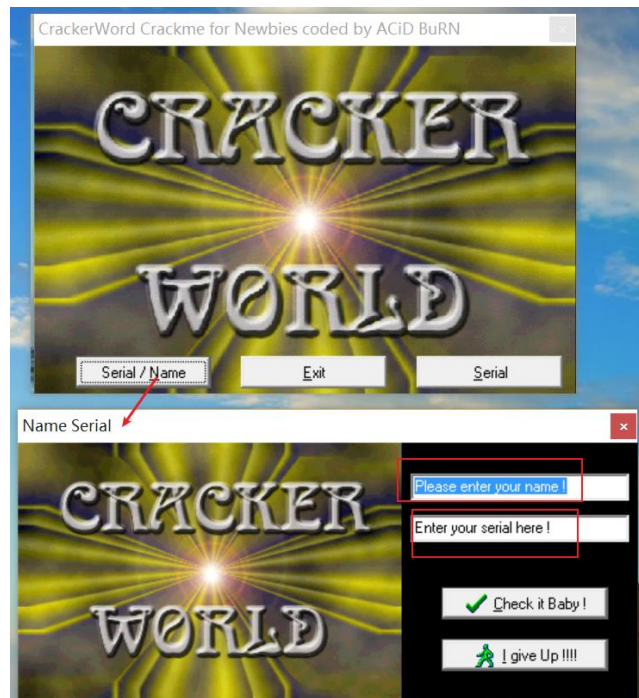 CrackerWord Crackme for Newbies coded by ACiD BuRN
CRACKER
WORLD
Serial / Name
Exit
Serial
Name Serial
Please enter your name !
CRACKER
WORLD
Enter your serial here !
Check it Baby !
I give Up !!!!